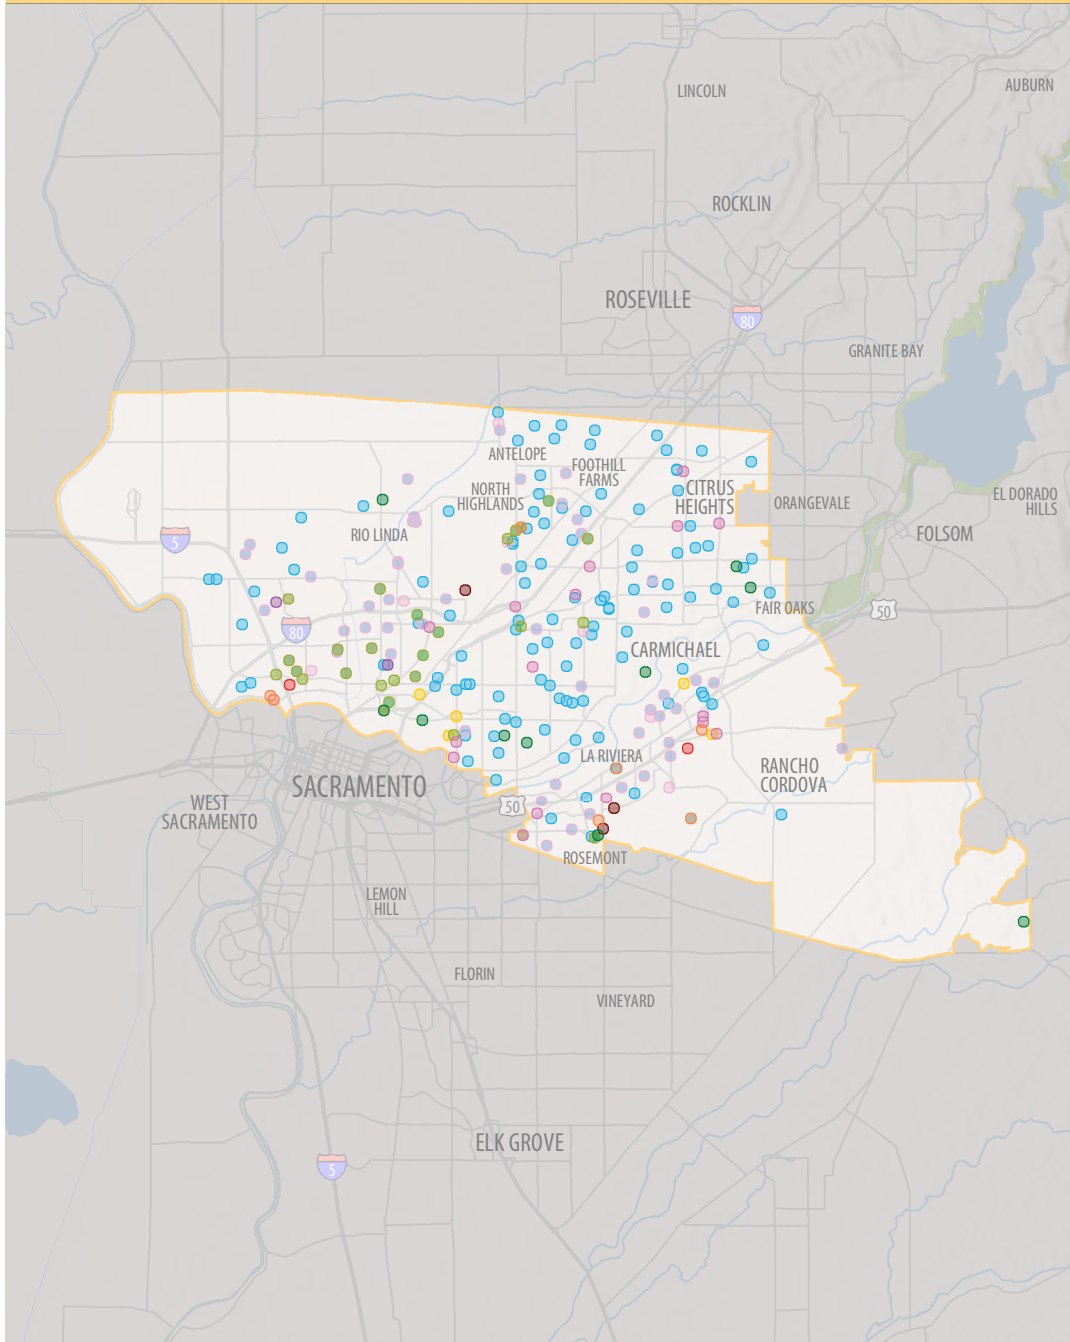 LINCOLN
AUBURN
ROCKLIN
ROSEVILLE
80
GRANITE BAY
ANTELOPE
FOOTHILL
FARMS
NORTH
HIGHLANDS
CITRUS
HEIGHTS
ORANGEVALE
EL DORADO
HILLS
FOLSOM
RIO LINDA
5
50
FAIR OAKS
80
CARMICHAEL
LA RIVIERA
RANCHO
CORDOVA
SACRAMENTO
WEST
SACRAMENTO
50
ROSEMONT
LEMON
HILL
FLORIN
VINEYARD
ELK GROVE
5